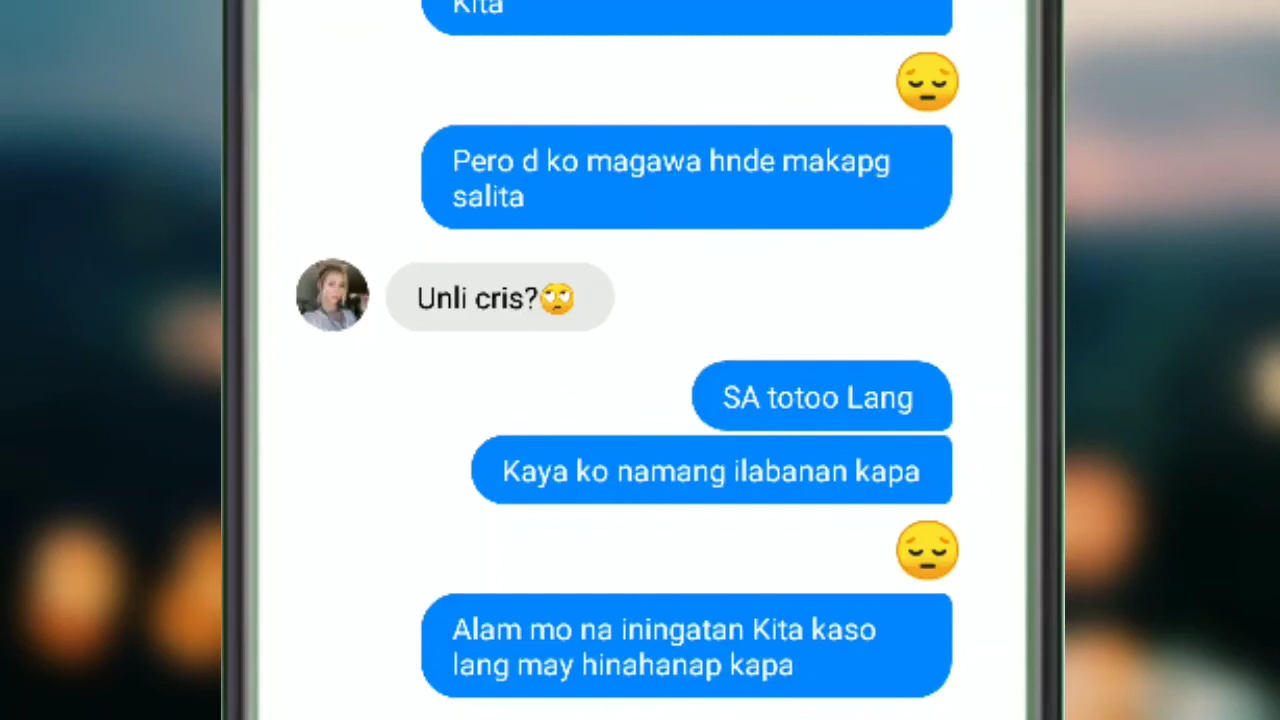 Kita
Pero d ko magawa hnde makapg
salita
Unli cris?🙄
SA totoo Lang
Kaya ko namang ilabanan kapa
Alam mo na iningatan Kita kaso
lang may hinahanap kapa